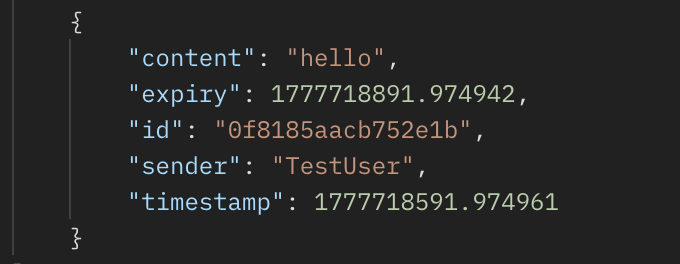 {
"content": "hello",
"expiry": 1777718891.974942,
"id": "0f8185aacb752e1b",
"sender": "TestUser",
"timestamp": 1777718591.974961
}